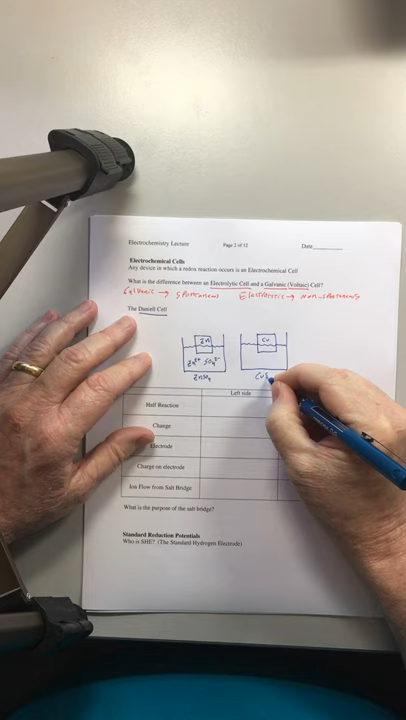 Electrochemistry Lecture Page 2 of 12 Date
Electrochemical Cells
Any device in which a redox reaction occurs is an Electrochemical Cell
What is the difference between an Electrolytic Cell and a Galvanic (Voltaic) Cell?
Galvanic → Spontaneous Electrolytic → Nonspontaneous
The Daniell Cell
Zn Cu
Zn²⁺ SO₄²⁻
ZnSO₄ CuS
Left side
Half Reaction
Change
Electrode
Charge on electrode
Ion Flow from Salt Bridge
What is the purpose of the salt bridge?
Standard Reduction Potentials
Who is SHE? (The Standard Hydrogen Electrode)